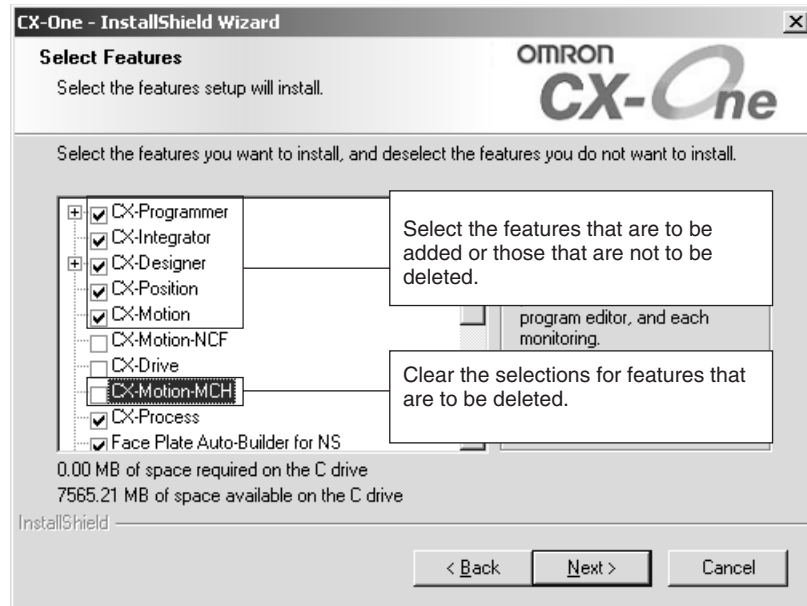 CX-One - InstallShield Wizard
Select Features
Select the features setup will install.
OMRON
CX-One
Select the features you want to install, and deselect the features you do not want to install.
CX-Programmer
CX-Integrator
CX-Designer
CX-Position
CX-Motion
CX-Motion-NCF
CX-Drive
CX-Motion-MCH
CX-Process
Face Plate Auto-Builder for NS
Select the features that are to be
added or those that are not to be
deleted.
program editor, and each
monitoring.
Clear the selections for features that
are to be deleted.
0.00 MB of space required on the C drive
7565.21 MB of space available on the C drive
InstallShield
< Back
Next >
Cancel